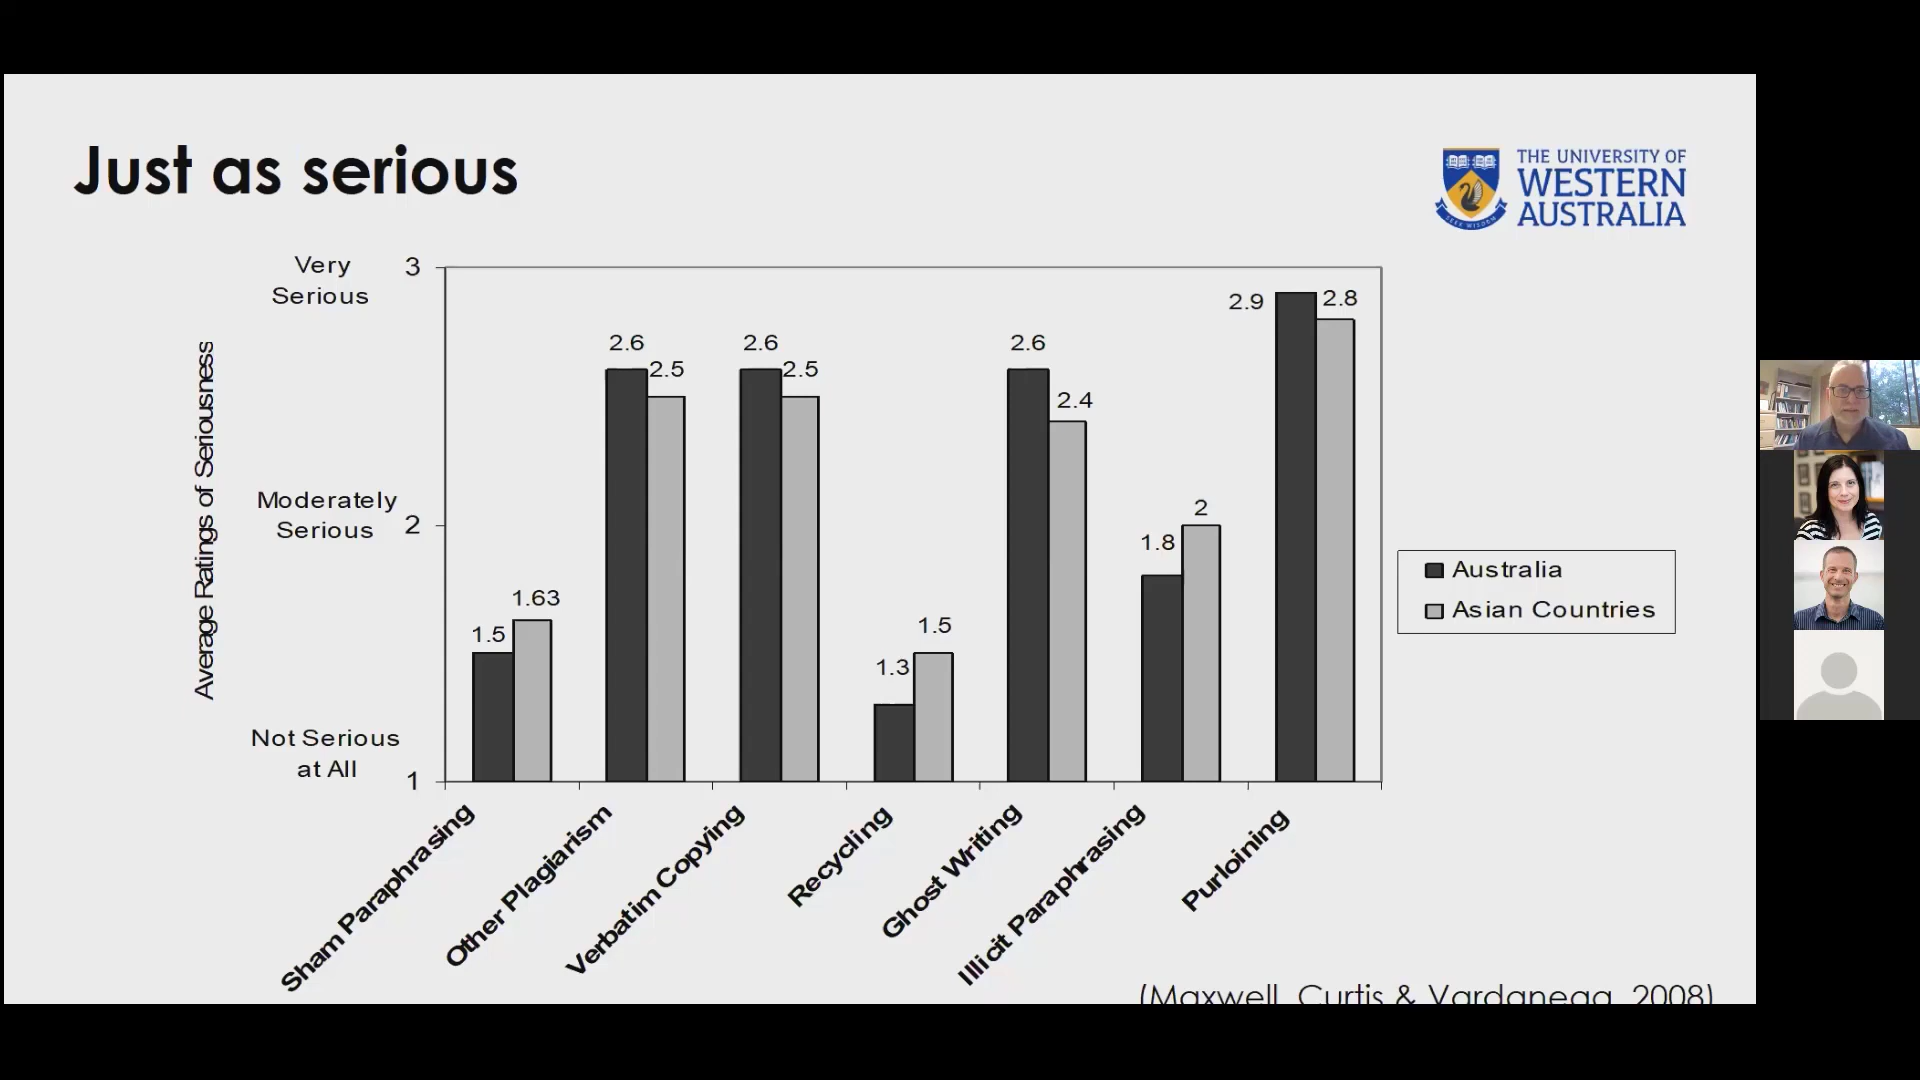 Just as serious
THE UNIVERSITY OF
WESTERN
AUSTRALIA
SEEK WISDOM
Very
Serious
3
Moderately
Serious
2
Not Serious
at All
1
Average Ratings of Seriousness
1.5
1.63
2.6
2.5
2.6
2.5
1.3
1.5
2.6
2.4
1.8
2
2.9
2.8
Australia
Asian Countries
Sham Paraphrasing
Other Plagiarism
Verbatim Copying
Recycling
Ghost Writing
Illicit Paraphrasing
Purloining
(Maxwell, Curtis & Vardanega, 2008)